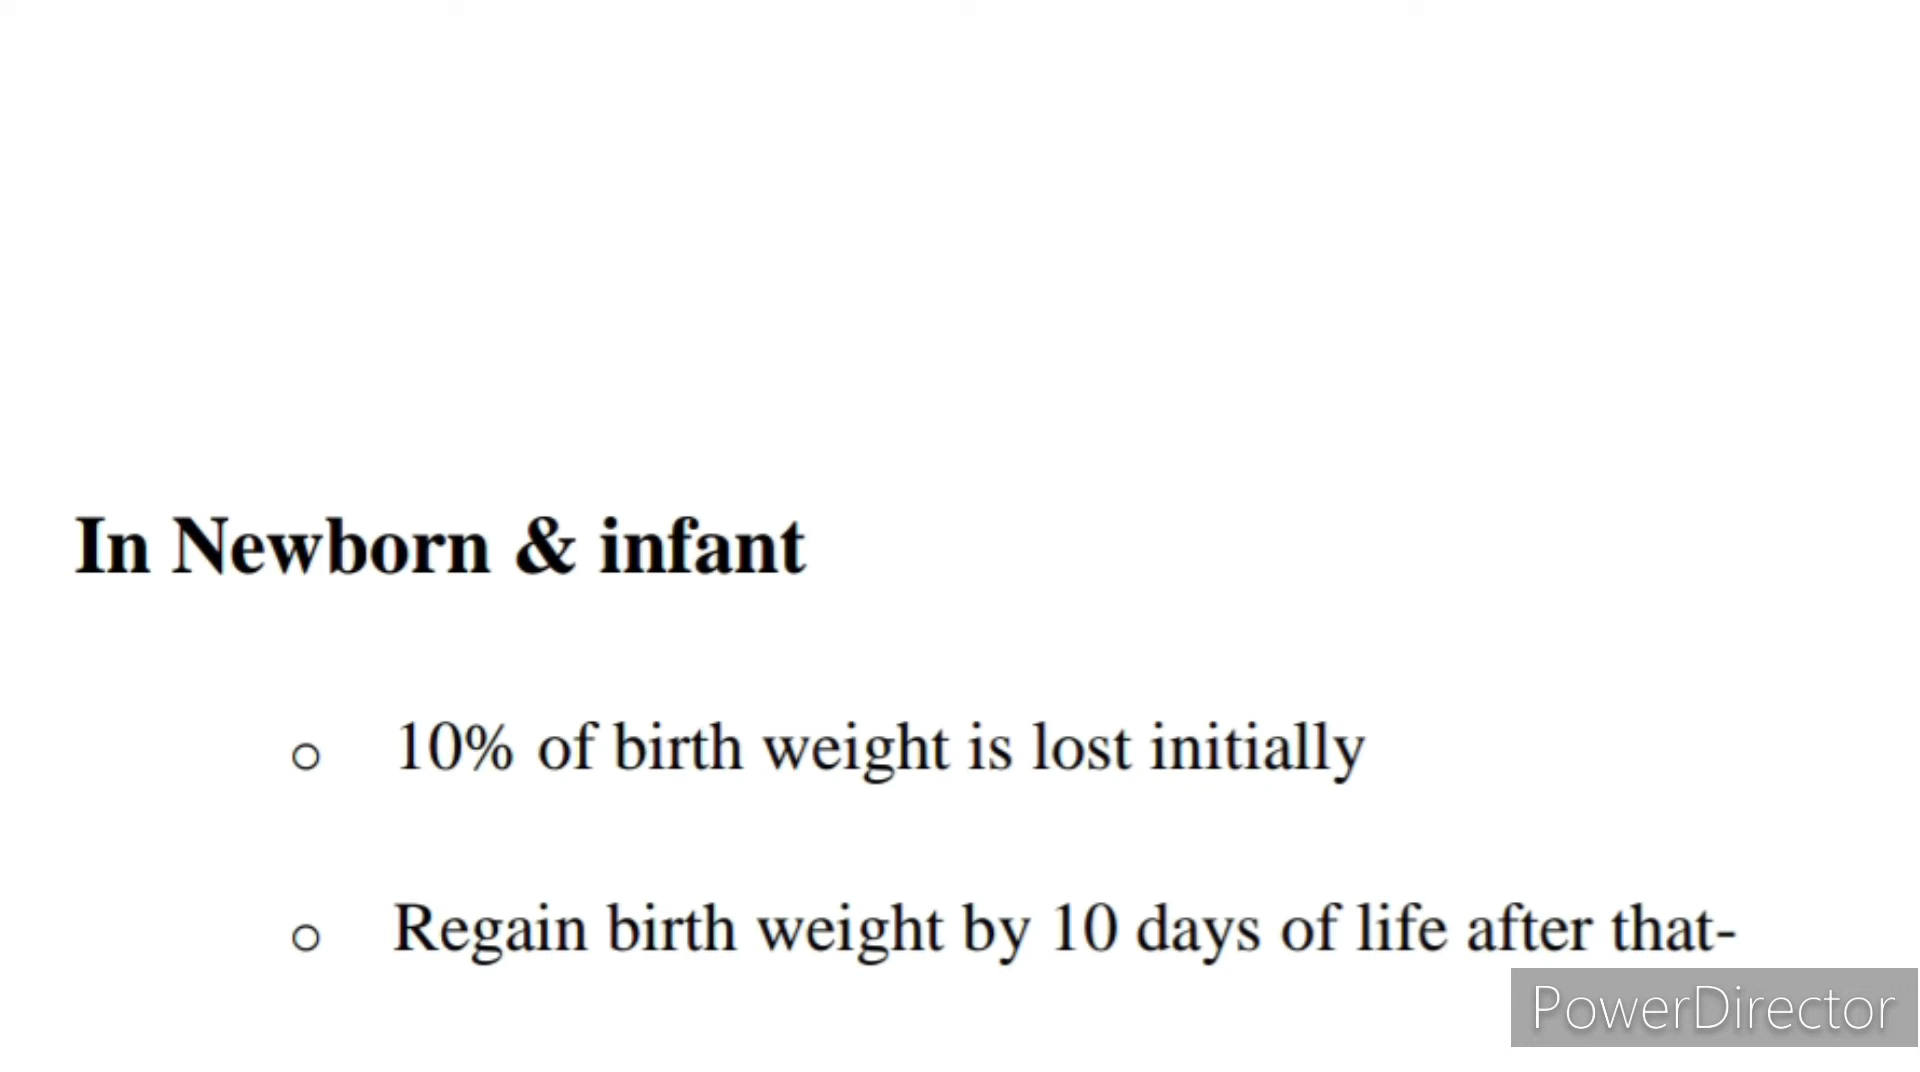 In Newborn & infant
o 10% of birth weight is lost initially
o Regain birth weight by 10 days of life after that-
PowerDirector